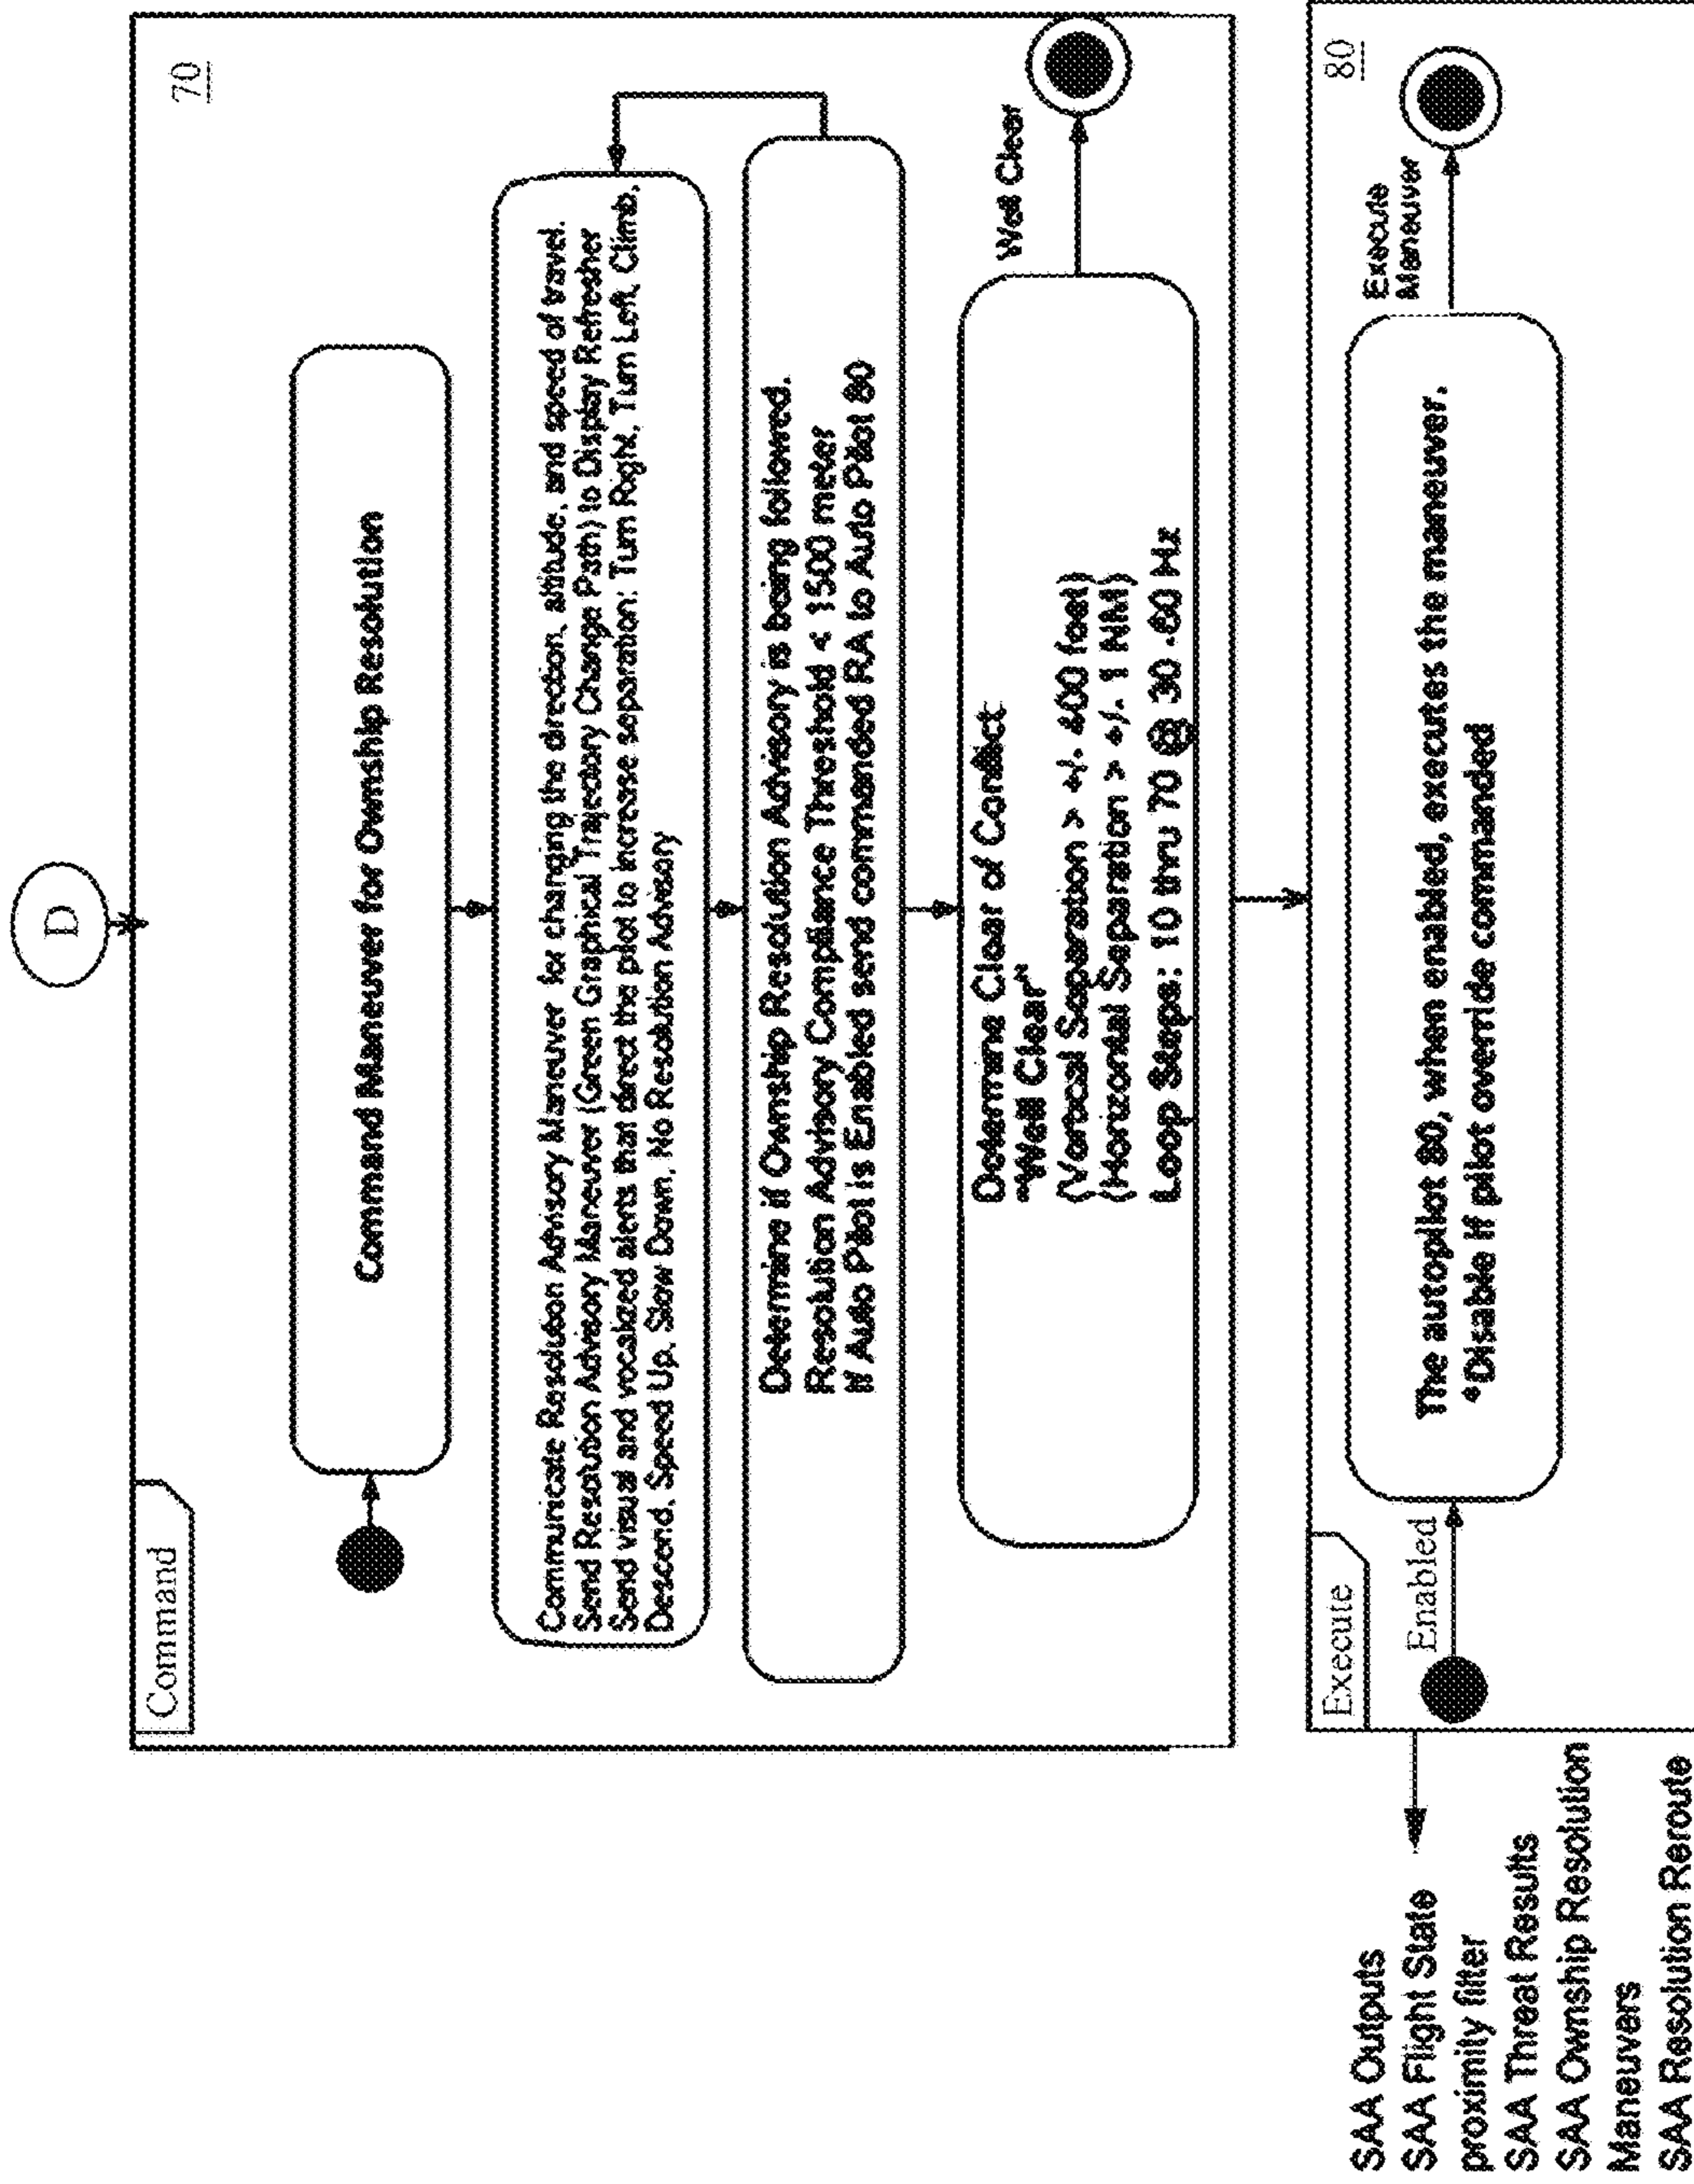 D
Command
70
Command Maneuver for Ownship Resolution
Communicate Resolution Advisory Maneuver for changing the direction, altitude, and speed of travel.
Send Resolution Advisory Maneuver (Green Graphical Trajectory Change Path) to Display Refresher
Send visual and vocalized alerts that direct the pilot to increase separation: Turn Right, Turn Left, Climb,
Descend, Speed Up, Slow Down, No Resolution Advisory
Determine if Ownship Resolution Advisory is being followed.
Resolution Advisory Compliance Threshold < 1500 meter
If Auto Pilot is Enabled send commanded RA to Auto Pilot 80
Determine Clear of Conflict
"Well Clear"
(Vertical Separation > +/- 400 feet)
(Horizontal Separation > +/- 1 NM)
Loop Steps: 10 thru 70 @ 30 -60 Hz
Well Clear
Execute
80
Enabled
The autopilot 80, when enabled, executes the maneuver.
*Disable if pilot override commanded
Execute
Maneuver
SAA Outputs
SAA Flight State
proximity filter
SAA Threat Results
SAA Ownship Resolution
Maneuvers
SAA Resolution Reroute